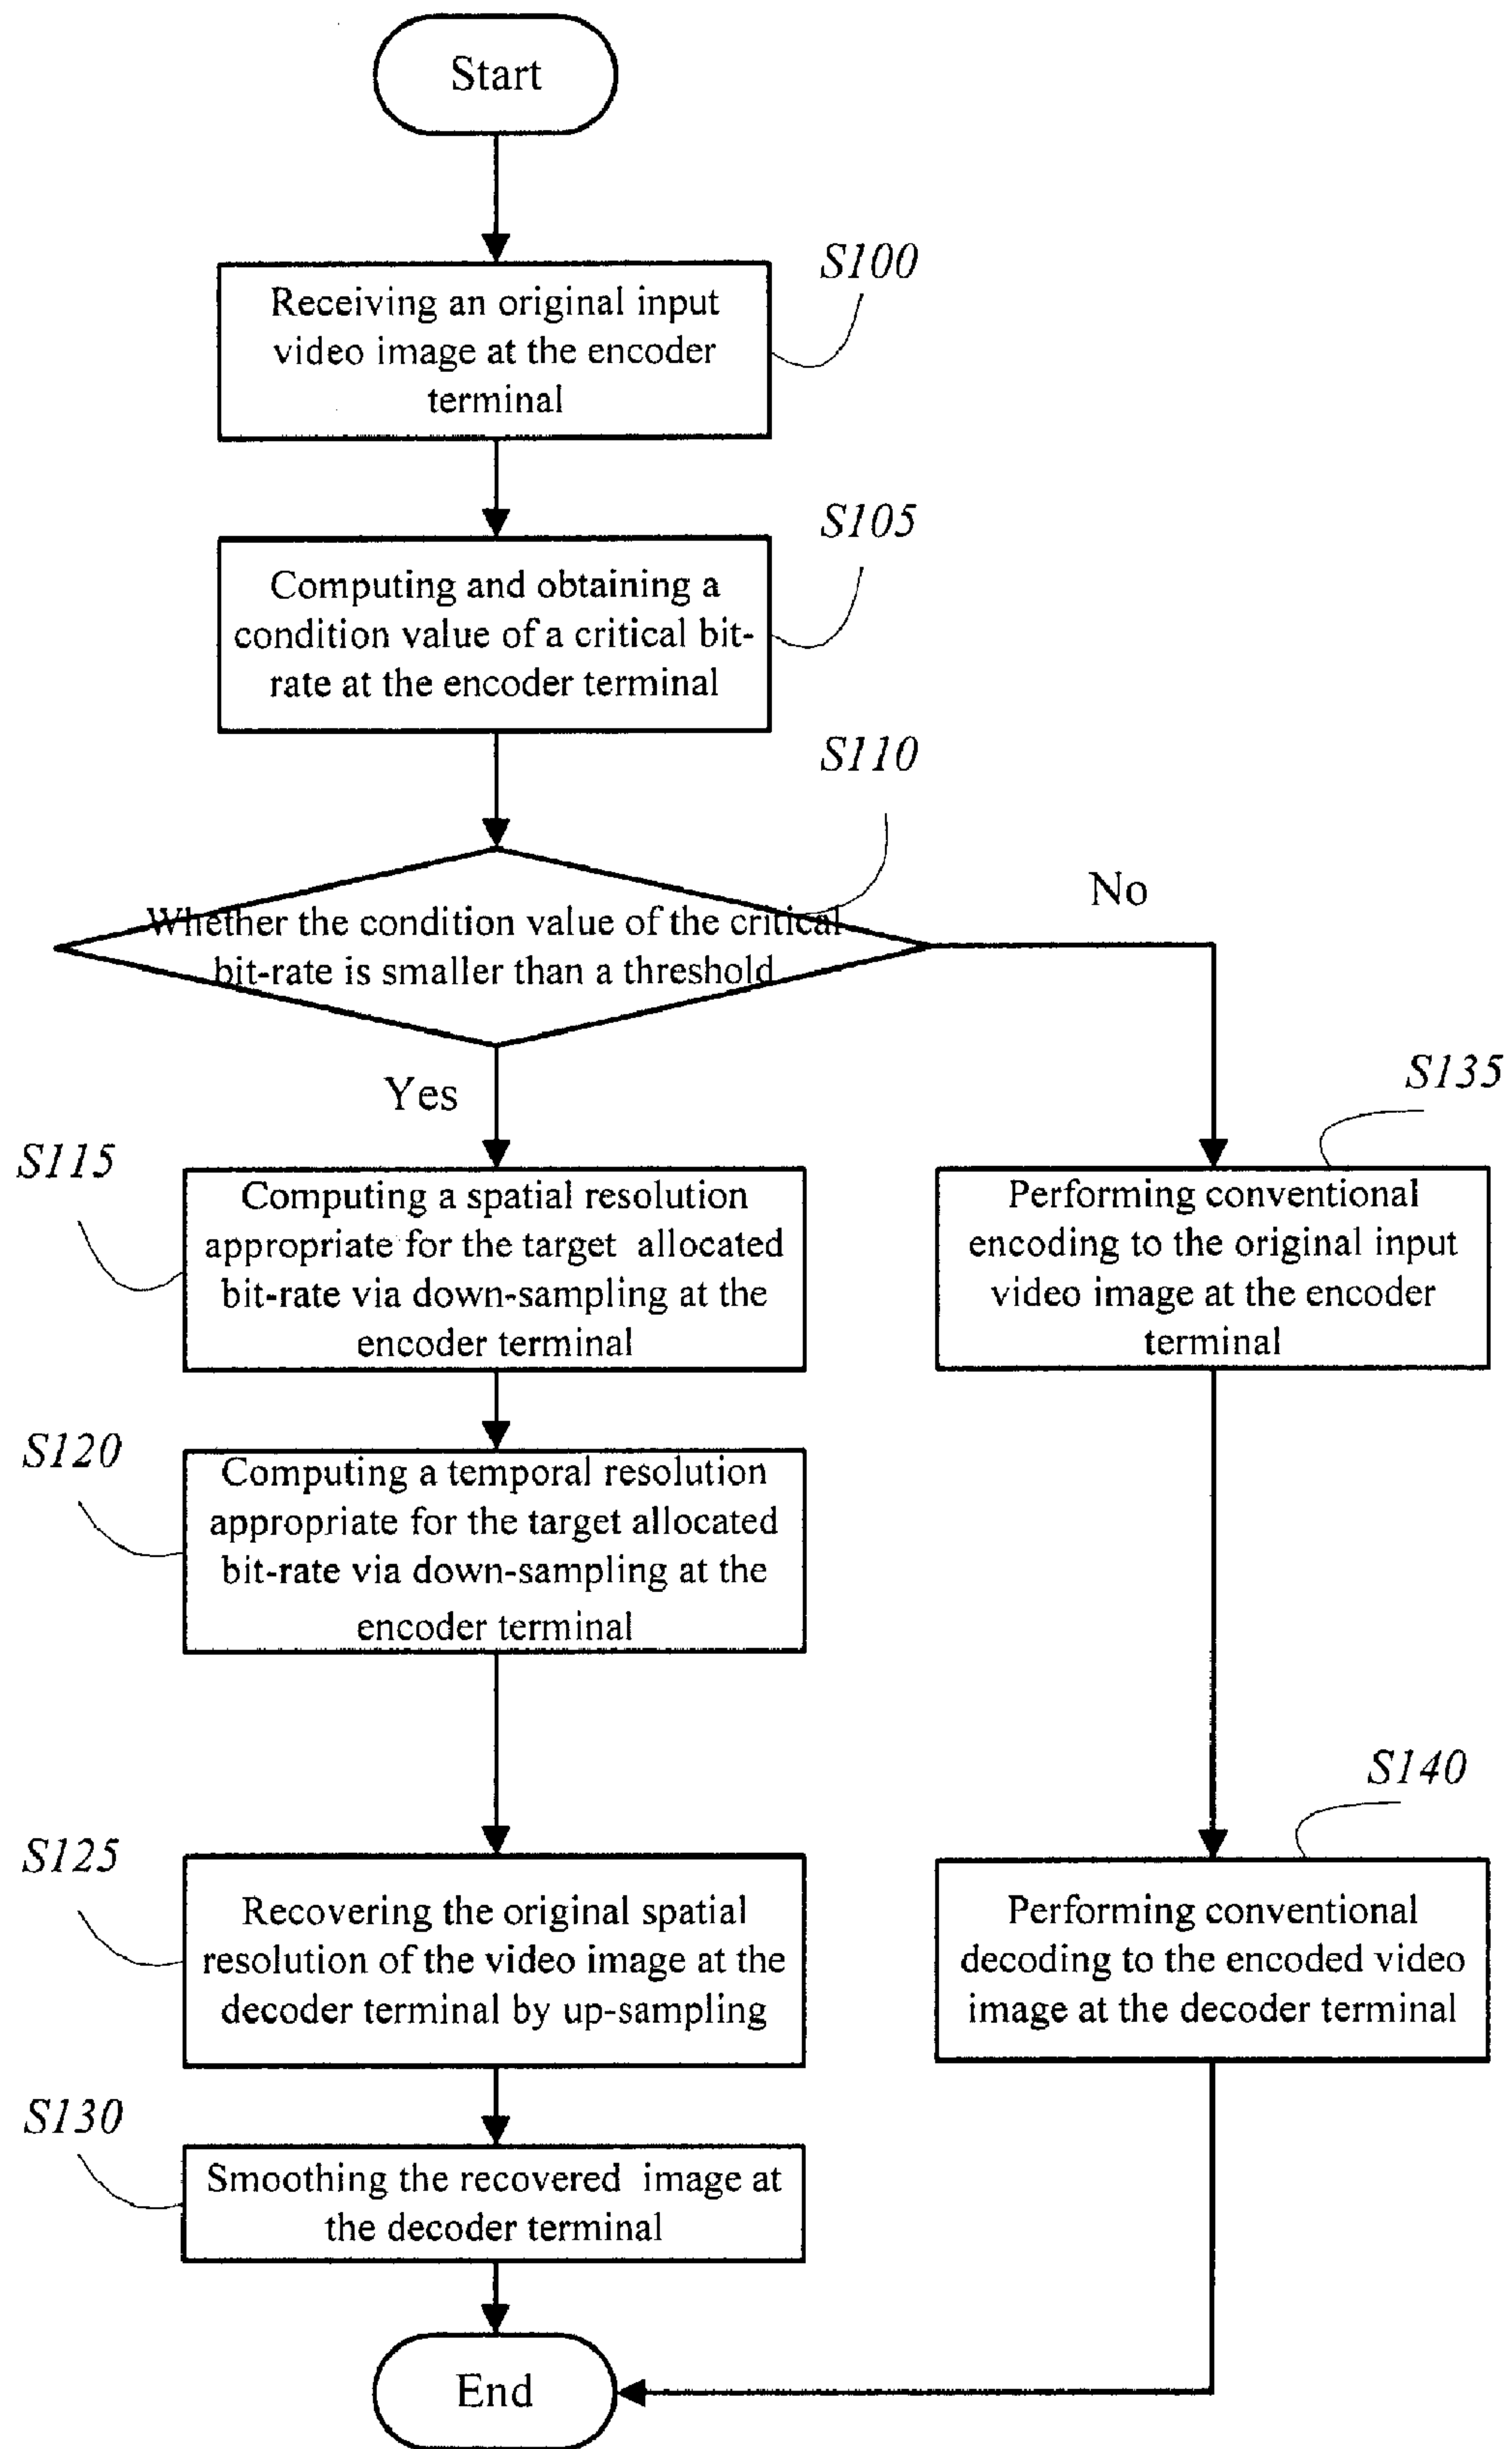 Start
S100
Receiving an original input
video image at the encoder
terminal
S105
Computing and obtaining a
condition value of a critical bit-
rate at the encoder terminal
S110
Whether the condition value of the critical
bit-rate is smaller than a threshold
No
Yes
S115
Computing a spatial resolution
appropriate for the target allocated
bit-rate via down-sampling at the
encoder terminal
S135
Performing conventional
encoding to the original input
video image at the encoder
terminal
S120
Computing a temporal resolution
appropriate for the target allocated
bit-rate via down-sampling at the
encoder terminal
S125
Recovering the original spatial
resolution of the video image at the
decoder terminal by up-sampling
S140
Performing conventional
decoding to the encoded video
image at the decoder terminal
S130
Smoothing the recovered image at
the decoder terminal
End